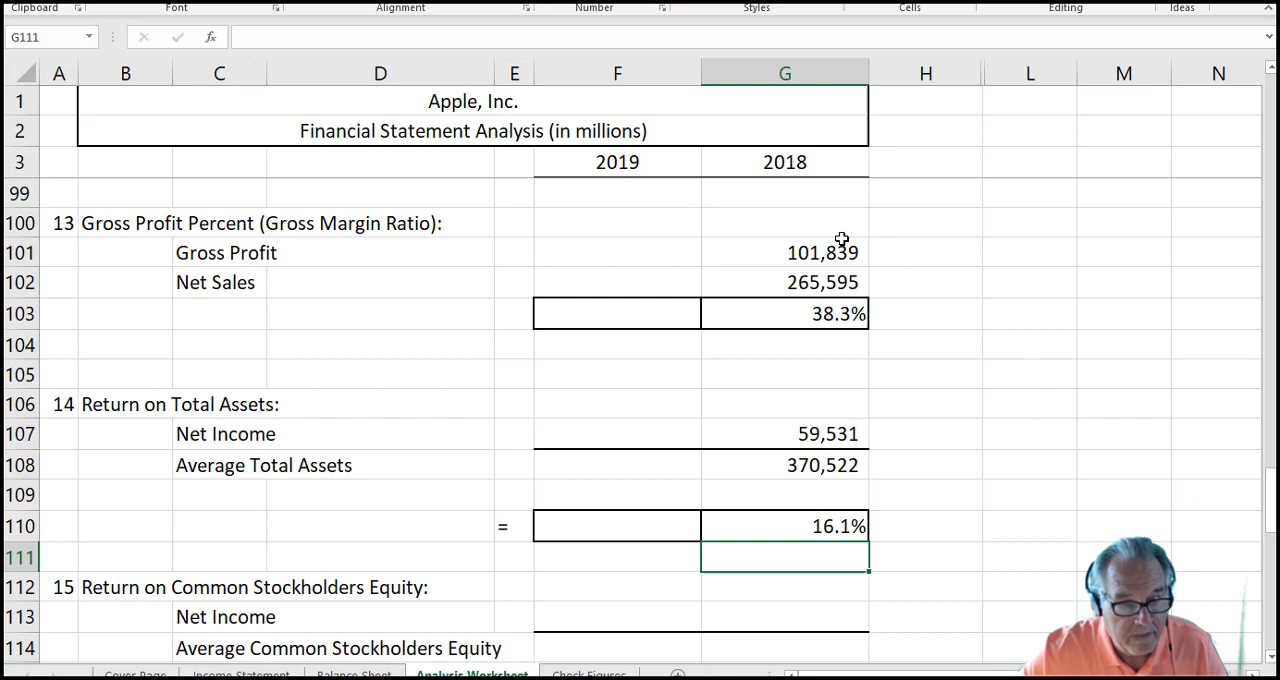 Clipboard Font Alignment Number Styles Cells Editing Ideas
G111 fx
A B C D E F G H L M N
1 Apple, Inc.
2 Financial Statement Analysis (in millions)
3 2019 2018
99
100 13 Gross Profit Percent (Gross Margin Ratio):
101 Gross Profit 101,839
102 Net Sales 265,595
103 38.3%
104
105
106 14 Return on Total Assets:
107 Net Income 59,531
108 Average Total Assets 370,522
109
110 = 16.1%
111
112 15 Return on Common Stockholders Equity:
113 Net Income
114 Average Common Stockholders Equity
Cover Page Income Statement Balance Sheet Analysis Worksheet Check Figures